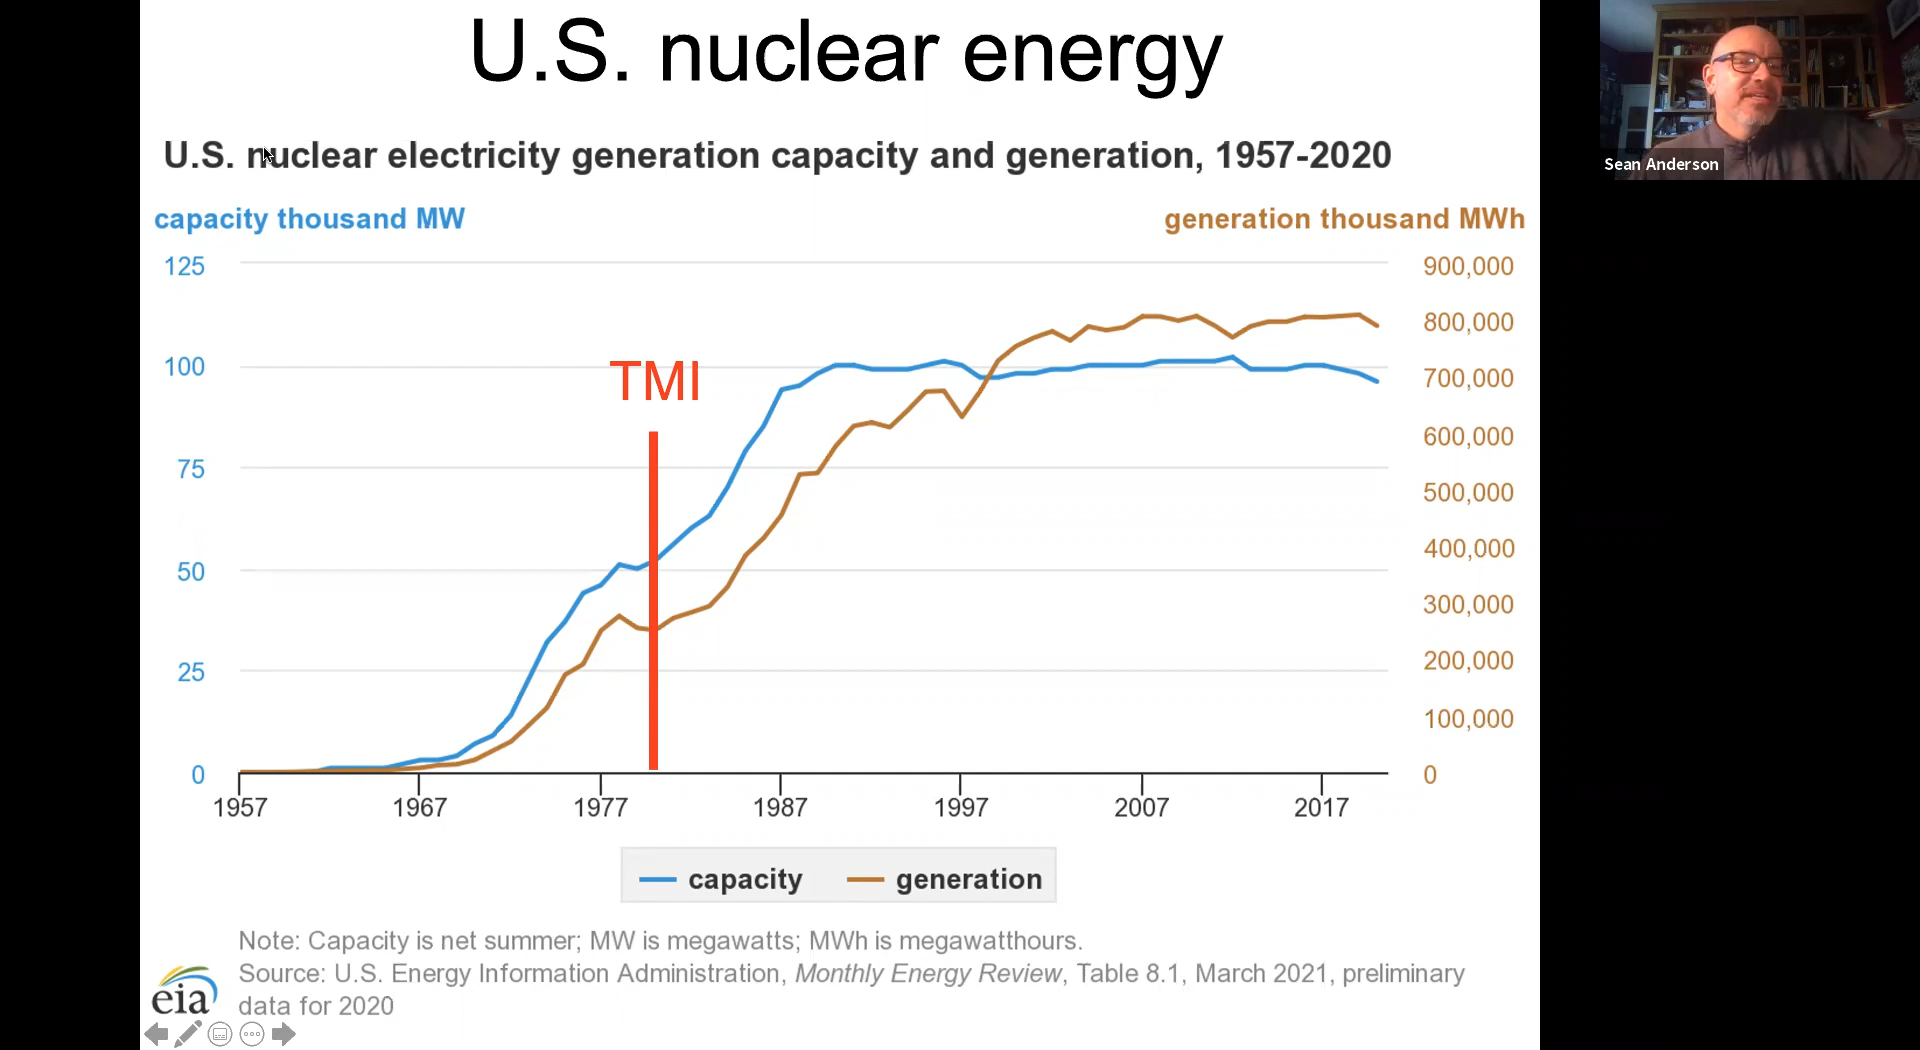 U.S. nuclear energy
Sean Anderson
U.S. nuclear electricity generation capacity and generation, 1957-2020
capacity thousand MW
generation thousand MWh
125
900,000
800,000
100
TMI
700,000
75
600,000
500,000
50
400,000
300,000
25
200,000
100,000
0
0
1957
1967
1977
1987
1997
2007
2017
capacity
generation
Note: Capacity is net summer; MW is megawatts; MWh is megawatthours.
Source: U.S. Energy Information Administration, Monthly Energy Review, Table 8.1, March 2021, preliminary
data for 2020
eia